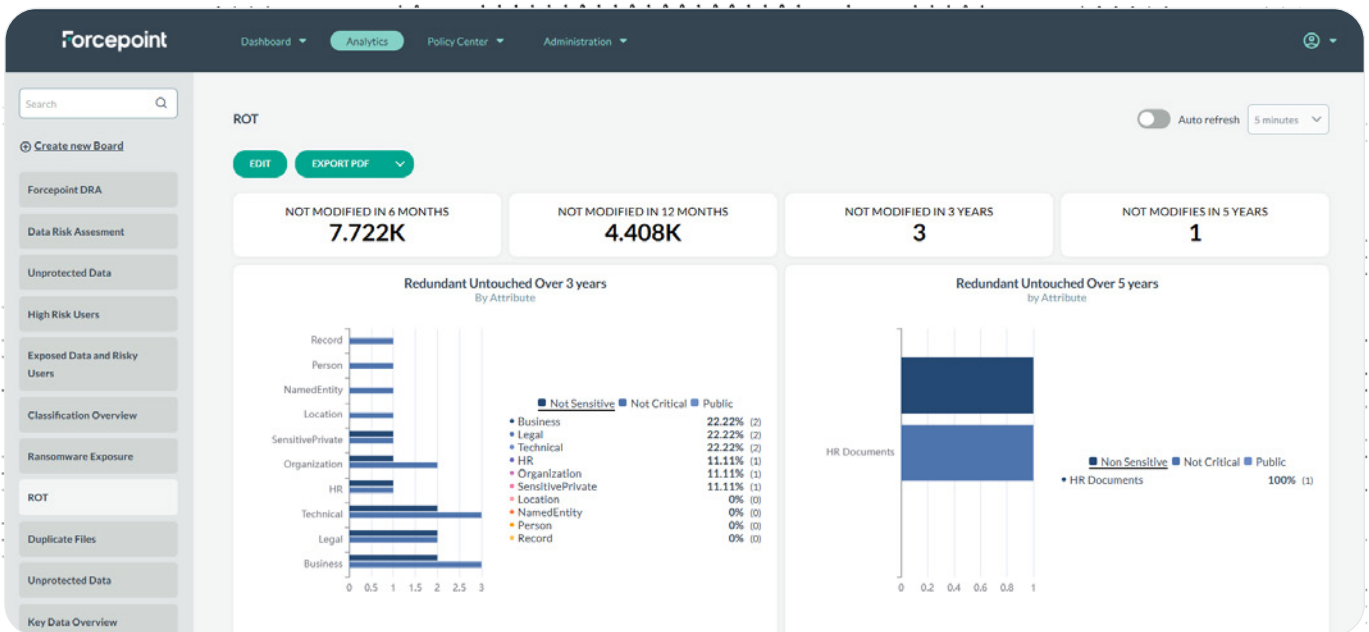 Forcepoint
Dashboard
Analytics
Policy Center
Administration
Search
Create new Board
Forcepoint DRA
Data Risk Assesment
Unprotected Data
High Risk Users
Exposed Data and Risky
Users
Classification Overview
Ransomware Exposure
ROT
Duplicate Files
Unprotected Data
Key Data Overview
ROT
Auto refresh
5 minutes
EDIT
EXPORT PDF
NOT MODIFIED IN 6 MONTHS
7.722K
NOT MODIFIED IN 12 MONTHS
4.408K
NOT MODIFIED IN 3 YEARS
3
NOT MODIFIES IN 5 YEARS
1
Redundant Untouched Over 3 years
By Attribute
Record
Person
NamedEntity
Location
SensitivePrivate
Organization
HR
Technical
Legal
Business
0 0.5 1 1.5 2 2.5 3
Not Sensitive Not Critical Public
Business 22.22% (2)
Legal 22.22% (2)
Technical 22.22% (2)
HR 11.11% (1)
Organization 11.11% (1)
SensitivePrivate 11.11% (1)
Location 0% (0)
NamedEntity 0% (0)
Person 0% (0)
Record 0% (0)
Redundant Untouched Over 5 years
by Attribute
HR Documents
0 0.2 0.4 0.6 0.8 1
Non Sensitive Not Critical Public
HR Documents 100% (1)